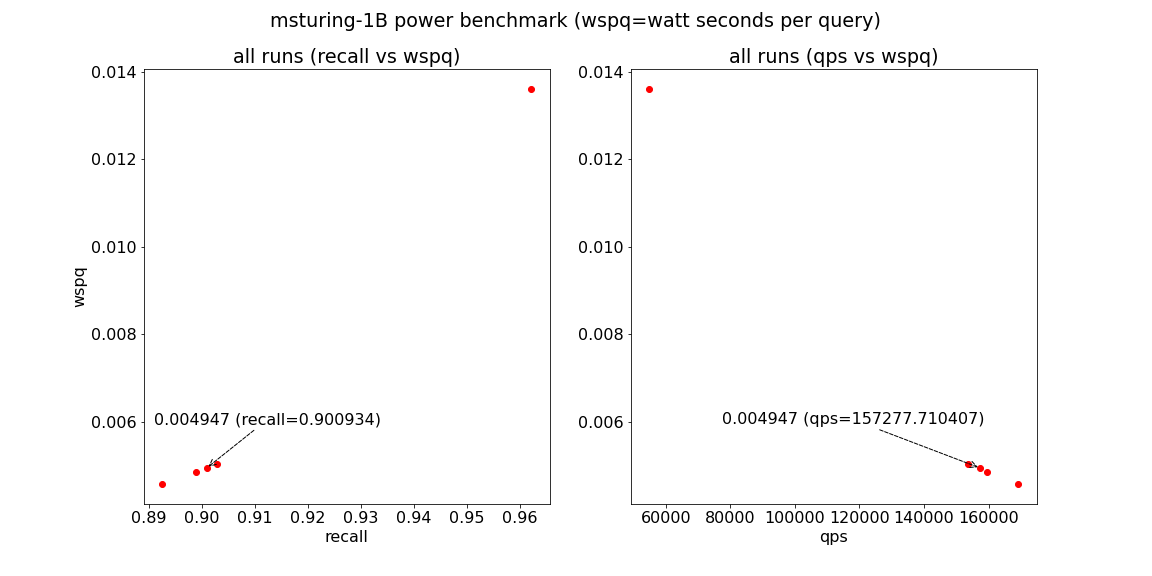 msturing-1B power benchmark (wspq=watt seconds per query)
all runs (recall vs wspq)
0.014
0.012
0.010
0.008
0.006
wspq
0.004947 (recall=0.900934)
0.89 0.90 0.91 0.92 0.93 0.94 0.95 0.96
recall
all runs (qps vs wspq)
0.014
0.012
0.010
0.008
0.006
0.004947 (qps=157277.710407)
60000 80000 100000 120000 140000 160000
qps